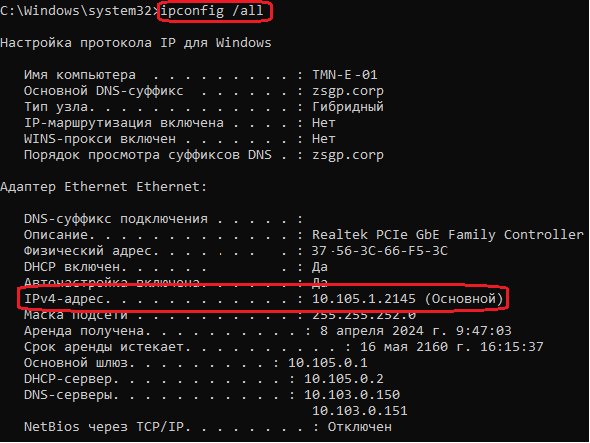 C:\Windows\system32>ipconfig /all
Настройка протокола IP для Windows
Имя компьютера . . . . . . . . . : TMN-E-01
Основной DNS-суффикс . . . . . . : zsgp.corp
Тип узла. . . . . . . . . . . . . : Гибридный
IP-маршрутизация включена . . . . : Нет
WINS-прокси включен . . . . . . . : Нет
Порядок просмотра суффиксов DNS . : zsgp.corp
Адаптер Ethernet Ethernet:
DNS-суффикс подключения . . . . . :
Описание. . . . . . . . . . . . . : Realtek PCIe GbE Family Controller
Физический адрес. . . . . . . . . : 37-56-3C-66-F5-3C
DHCP включен. . . . . . . . . . . : Да
Автонастройка включена. . . . . . : Да
IPv4-адрес. . . . . . . . . . . . : 10.105.1.2145 (Основной)
Маска подсети . . . . . . . . . . : 255.255.252.0
Аренда получена. . . . . . . . . . : 8 апреля 2024 г. 9:47:03
Срок аренды истекает. . . . . . . . . . : 16 мая 2160 г. 16:15:37
Основной шлюз. . . . . . . . . : 10.105.0.1
DHCP-сервер. . . . . . . . . . . : 10.105.0.2
DNS-серверы. . . . . . . . . . . : 10.103.0.150
10.103.0.151
NetBios через TCP/IP. . . . . . . . : Отключен